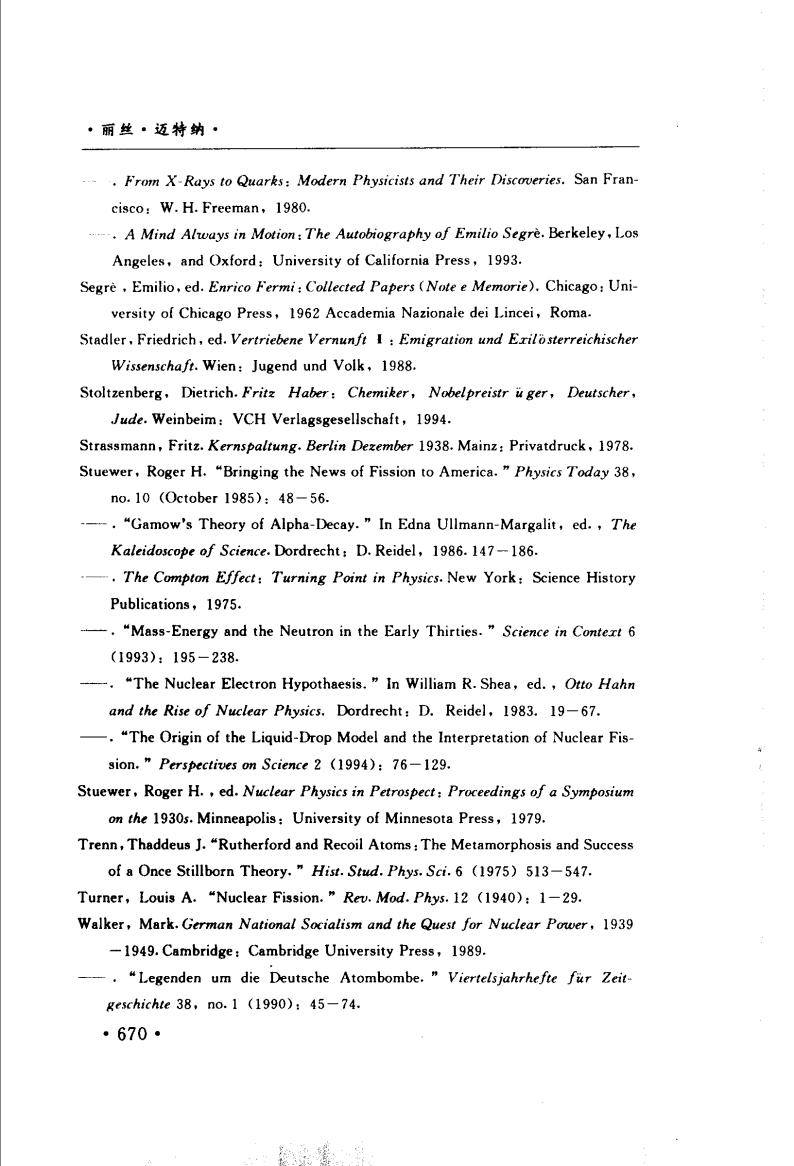 ·丽丝·迈特纳·
—. From X-Rays to Quarks: Modern Physicists and Their Discoveries. San Fran-
cisco: W. H. Freeman, 1980.
—. A Mind Always in Motion: The Autobiography of Emilio Segrè. Berkeley, Los
Angeles, and Oxford: University of California Press, 1993.
Segrè, Emilio, ed. Enrico Fermi: Collected Papers (Note e Memorie). Chicago: Uni-
versity of Chicago Press, 1962 Accademia Nazionale dei Lincei, Roma.
Stadler, Friedrich, ed. Vertriebene Vernunft I: Emigration und Exilösterreichischer
Wissenschaft. Wien: Jugend und Volk, 1988.
Stoltzenberg, Dietrich. Fritz Haber: Chemiker, Nobelpreistr üger, Deutscher,
Jude. Weinbeim: VCH Verlagsgesellschaft, 1994.
Strassmann, Fritz. Kernspaltung. Berlin Dezember 1938. Mainz: Privatdruck, 1978.
Stuewer, Roger H. "Bringing the News of Fission to America." Physics Today 38,
no. 10 (October 1985): 48-56.
—. "Gamow's Theory of Alpha-Decay." In Edna Ullmann-Margalit, ed., The
Kaleidoscope of Science. Dordrecht: D. Reidel, 1986. 147-186.
—. The Compton Effect: Turning Point in Physics. New York: Science History
Publications, 1975.
—. "Mass-Energy and the Neutron in the Early Thirties." Science in Context 6
(1993): 195-238.
—. "The Nuclear Electron Hypothaesis." In William R. Shea, ed., Otto Hahn
and the Rise of Nuclear Physics. Dordrecht: D. Reidel, 1983. 19-67.
—. "The Origin of the Liquid-Drop Model and the Interpretation of Nuclear Fis-
sion." Perspectives on Science 2 (1994): 76-129.
Stuewer, Roger H., ed. Nuclear Physics in Petrospect: Proceedings of a Symposium
on the 1930s. Minneapolis: University of Minnesota Press, 1979.
Trenn, Thaddeus J. "Rutherford and Recoil Atoms: The Metamorphosis and Success
of a Once Stillborn Theory." Hist. Stud. Phys. Sci. 6 (1975) 513-547.
Turner, Louis A. "Nuclear Fission." Rev. Mod. Phys. 12 (1940): 1-29.
Walker, Mark. German National Socialism and the Quest for Nuclear Power, 1939
-1949. Cambridge: Cambridge University Press, 1989.
—. "Legenden um die Deutsche Atombombe." Viertelsjahrhefte für Zeit-
geschichte 38, no. 1 (1990): 45-74.
·670·